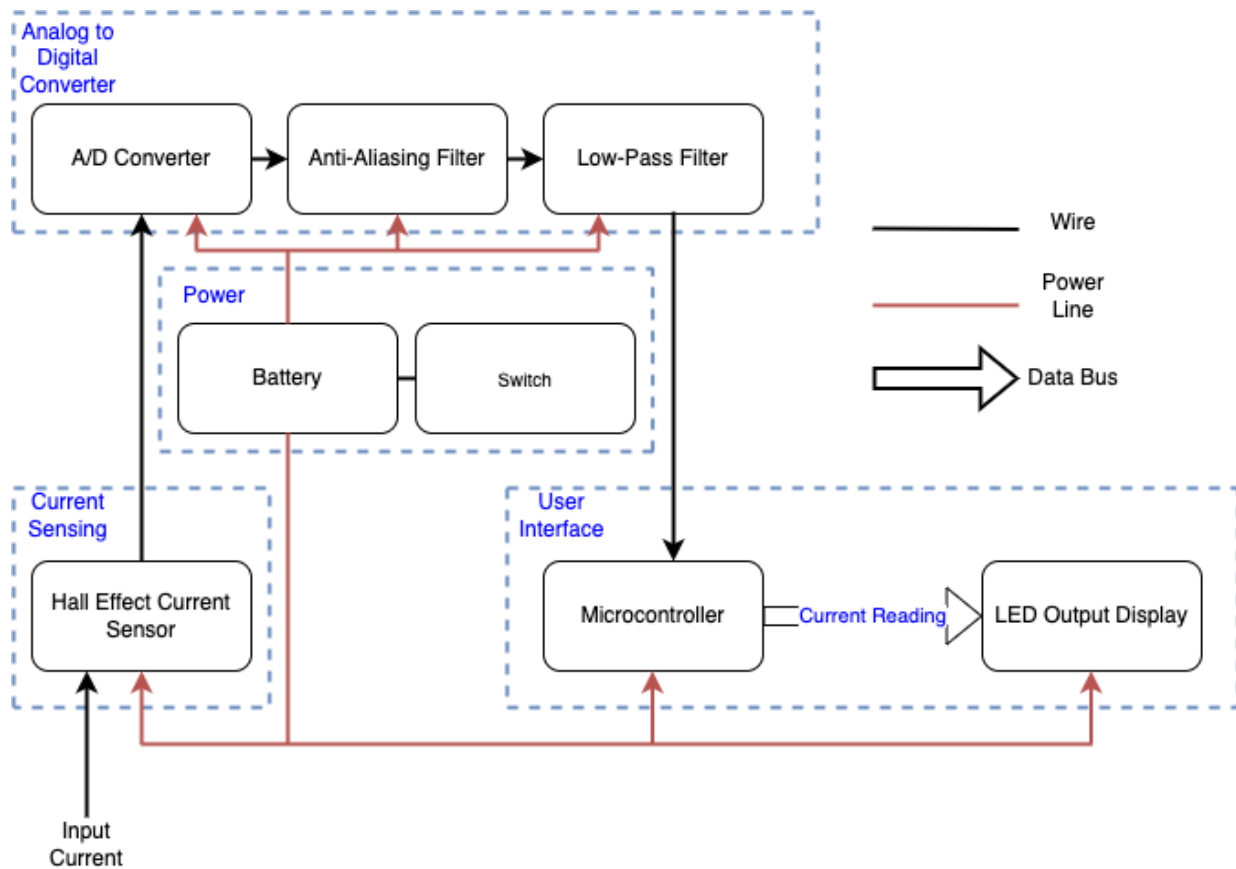 Analog to
Digital
Converter
A/D Converter
Anti-Aliasing Filter
Low-Pass Filter
Wire
Power
Line
Data Bus
Power
Battery
Switch
Current
Sensing
Hall Effect Current
Sensor
User
Interface
Microcontroller
Current Reading
LED Output Display
Input
Current